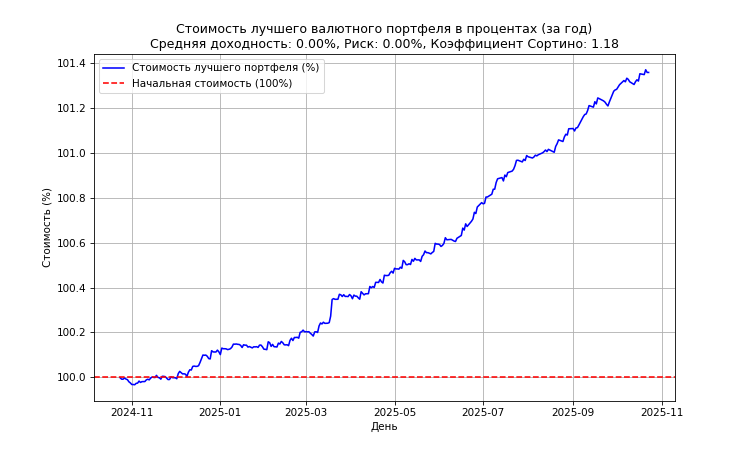 Стоимость лучшего валютного портфеля в процентах (за год)
Средняя доходность: 0.00%, Риск: 0.00%, Коэффициент Сортино: 1.18
Стоимость лучшего портфеля (%)
Начальная стоимость (100%)
Стоимость (%)
101.4
101.2
101.0
100.8
100.6
100.4
100.2
100.0
2024-11
2025-01
2025-03
2025-05
2025-07
2025-09
2025-11
День